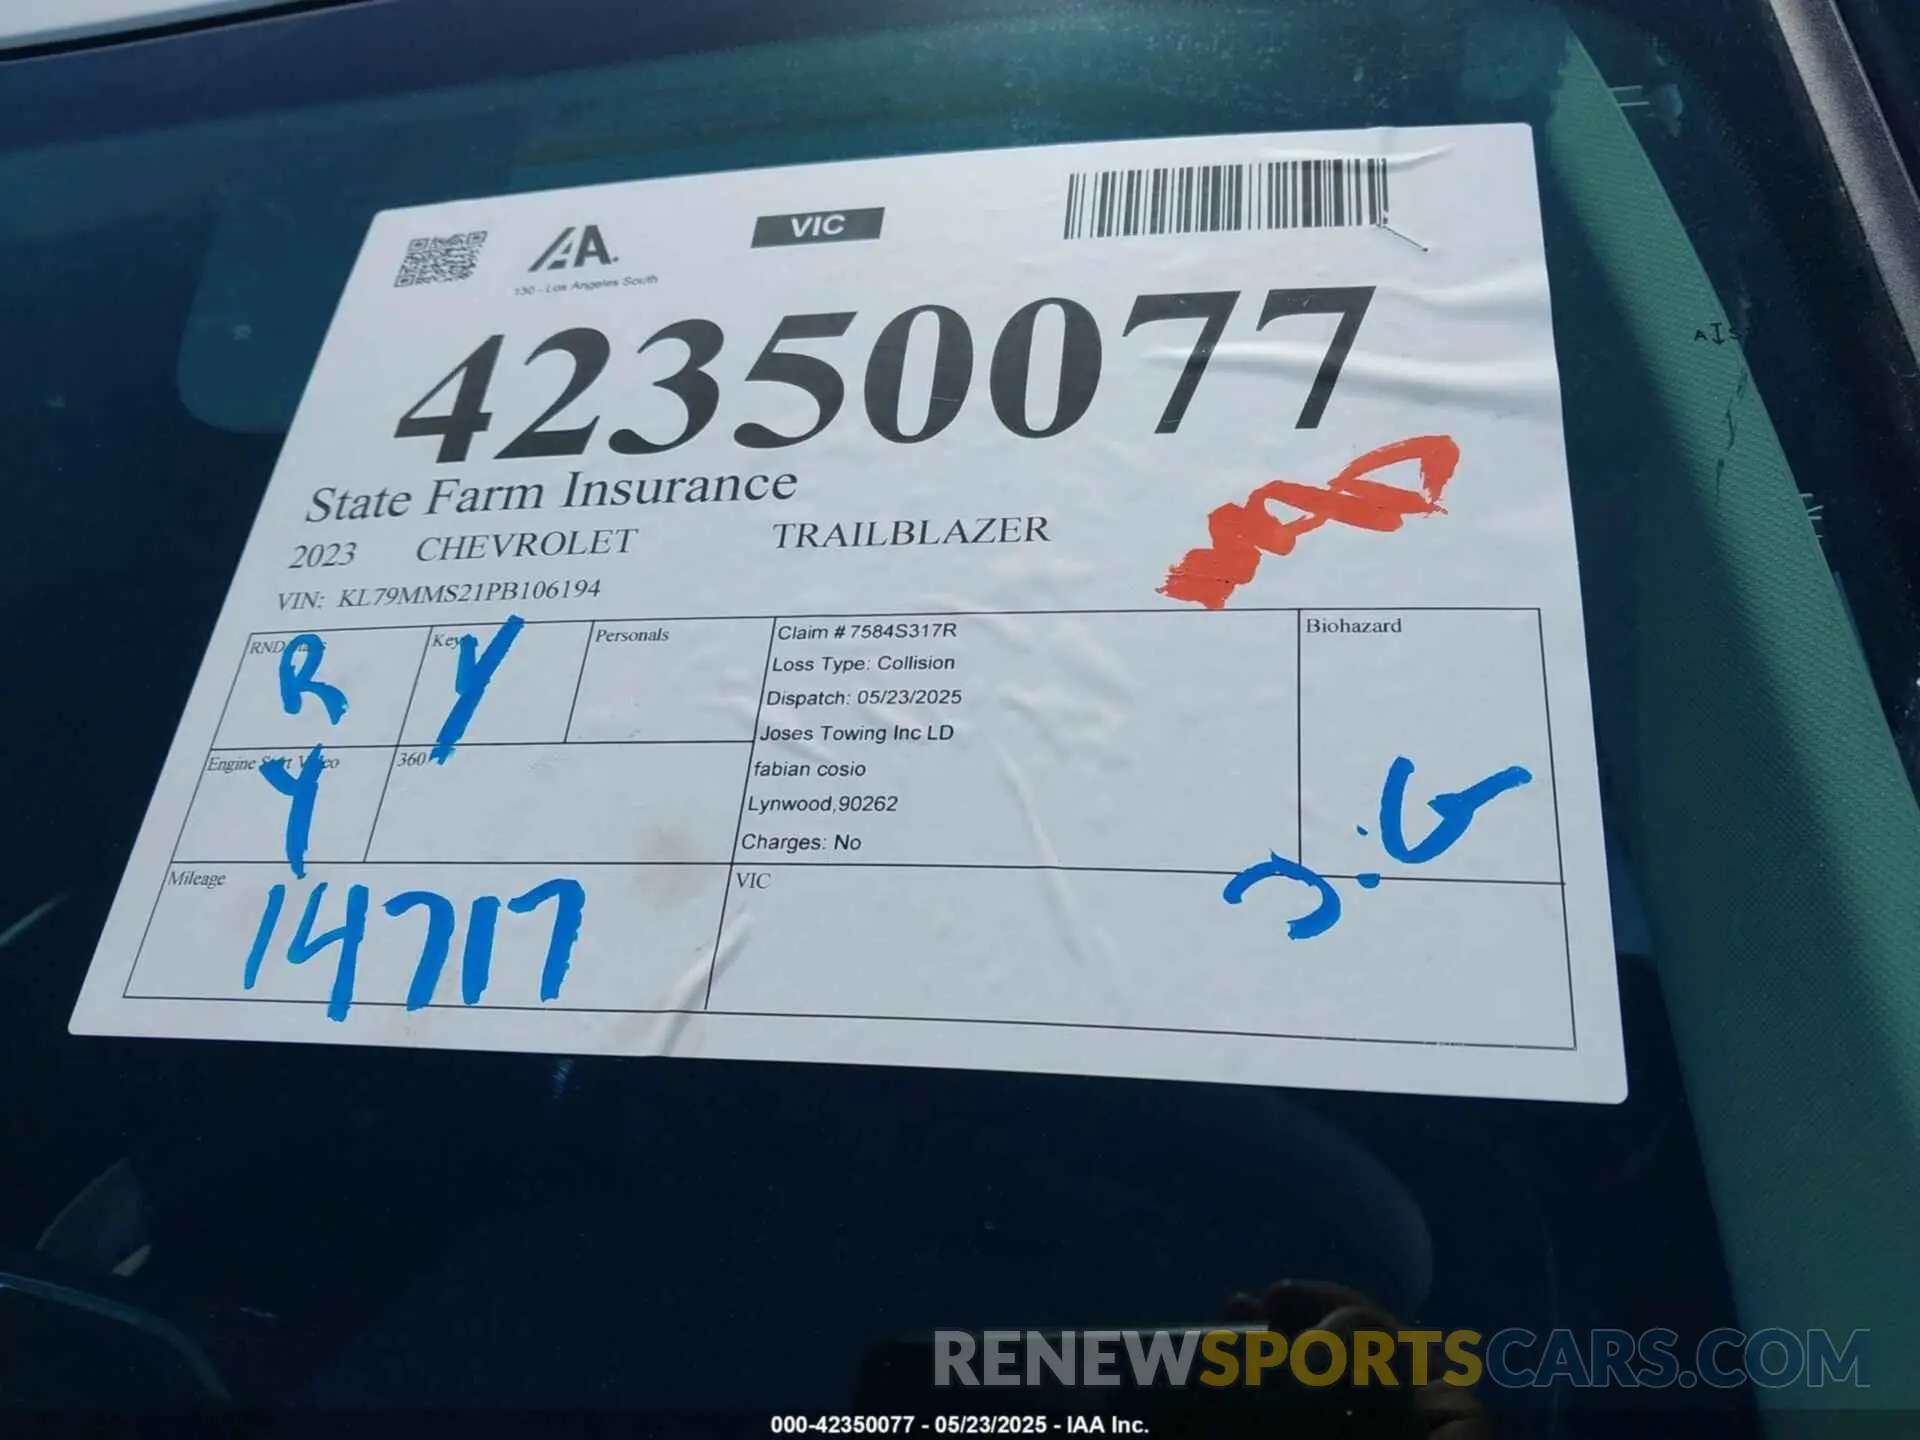 IAA.
130 - Los Angeles South
VIC
42350077
State Farm Insurance
2023 CHEVROLET TRAILBLAZER
VIN: KL79MMS21PB106194
R
Key
Y
Personals
Claim # 7584S317R
Loss Type: Collision
Dispatch: 05/23/2025
Joses Towing Inc LD
fabian cosio
Lynwood,90262
Charges: No
Biohazard
Engine Start Video
Y
360
J.G
Mileage
14717
VIC
AIS
RENEWSPORTSCARS.COM
000-42350077 - 05/23/2025 - IAA Inc.